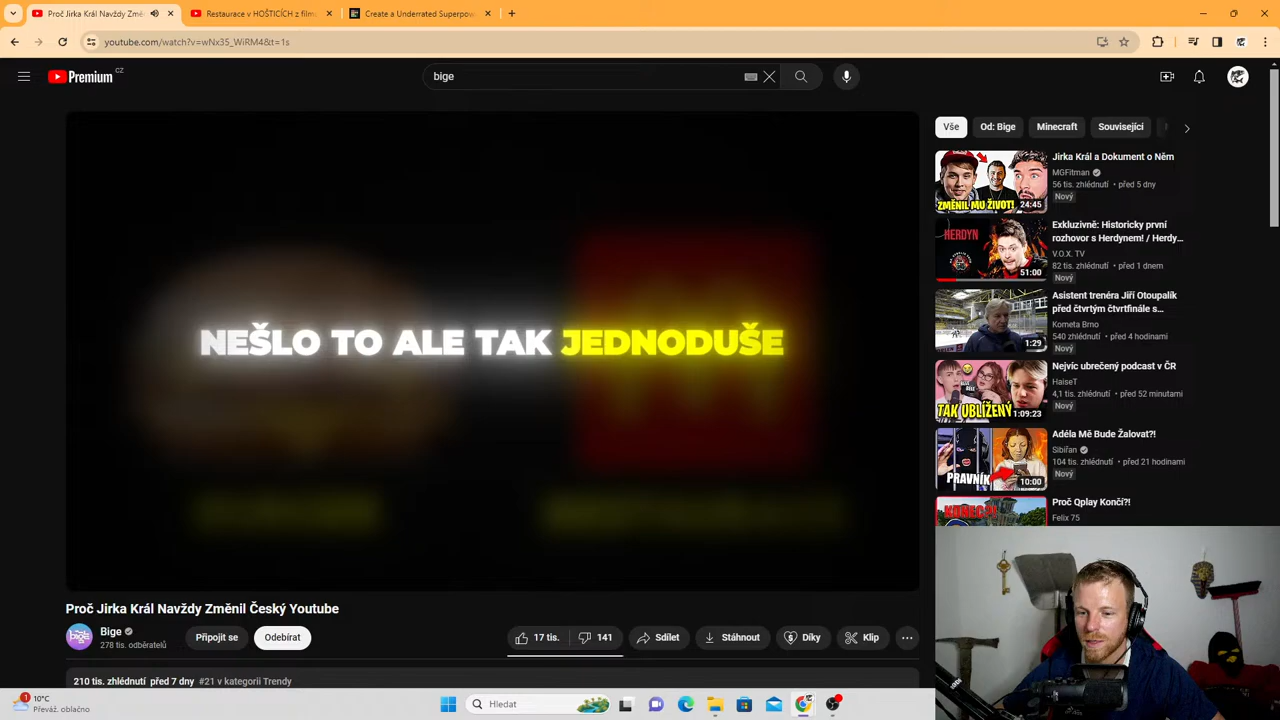 Proč Jirka Král Navždy Změ
Restaurace v HOŠTICÍCH z film
Create a Underrated Superpow
youtube.com/watch?v=wNx35_WiRM4&t=1s
Premium CZ
bige
Vše
Od: Bige
Minecraft
Související
NEŠLO TO ALE TAK JEDNODUŠE
ZMĚNIL MU ŽIVOT!
24:45
Jirka Král a Dokument o Něm
MGFitman
56 tis. zhlédnutí • před 5 dny
Nový
HERDYN
51:00
Exkluzivně: Historicky první
rozhovor s Herdynem! / Herdy...
V.O.X. TV
82 tis. zhlédnutí • před 1 dnem
Nový
1:29
Asistent trenéra Jiří Otoupalík
před čtvrtým čtvrtfinále s...
Kometa Brno
540 zhlédnutí • před 4 hodinami
Nový
TAK UBLÍŽENÝ
1:09:23
Nejvíc ubrečený podcast v ČR
HaiseT
4,1 tis. zhlédnutí • před 52 minutami
Nový
PRAVNÍK
10:00
Adéla Mě Bude Žalovat?!
Sibiřan
104 tis. zhlédnutí • před 21 hodinami
Nový
KONEC?!
Proč Qplay Končí?!
Felix 75
Proč Jirka Král Navždy Změnil Český Youtube
Bige
278 tis. odběratelů
Připojit se
Odebírat
17 tis.
141
Sdílet
Stáhnout
Díky
Klip
210 tis. zhlédnutí před 7 dny #21 v kategorii Trendy
1
10°C
Převáž. oblačno
Hledat